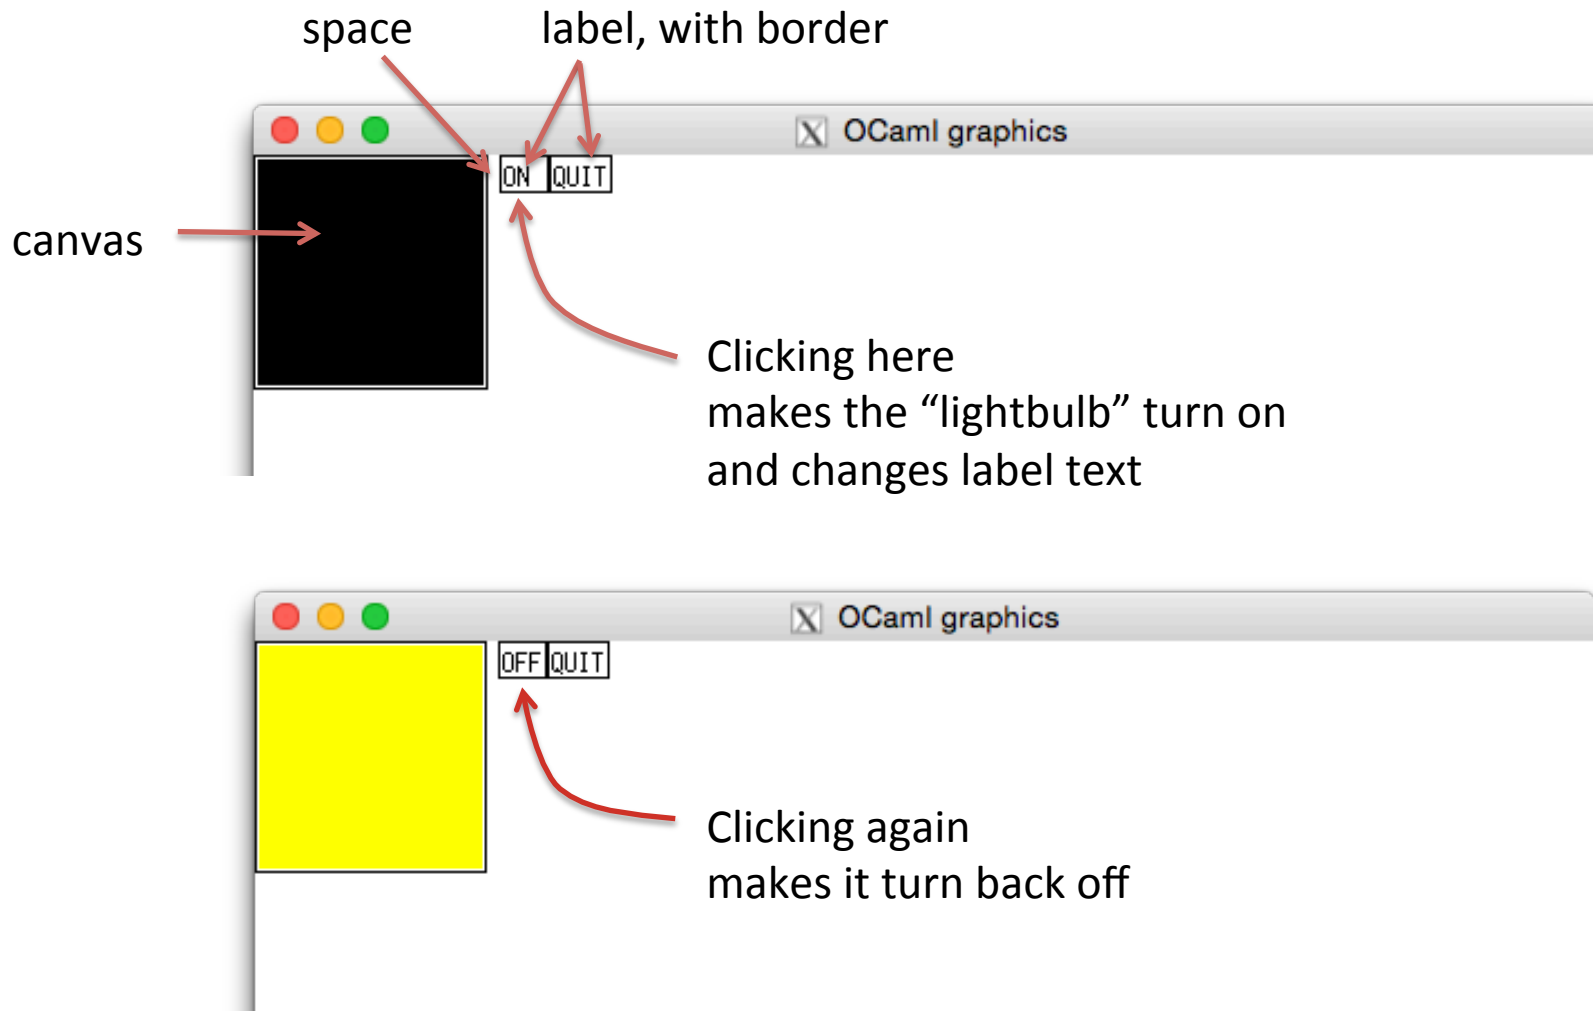 space label, with border
X OCaml graphics
ON QUIT
canvas
Clicking here
makes the “lightbulb” turn on
and changes label text
X OCaml graphics
OFF QUIT
Clicking again
makes it turn back off